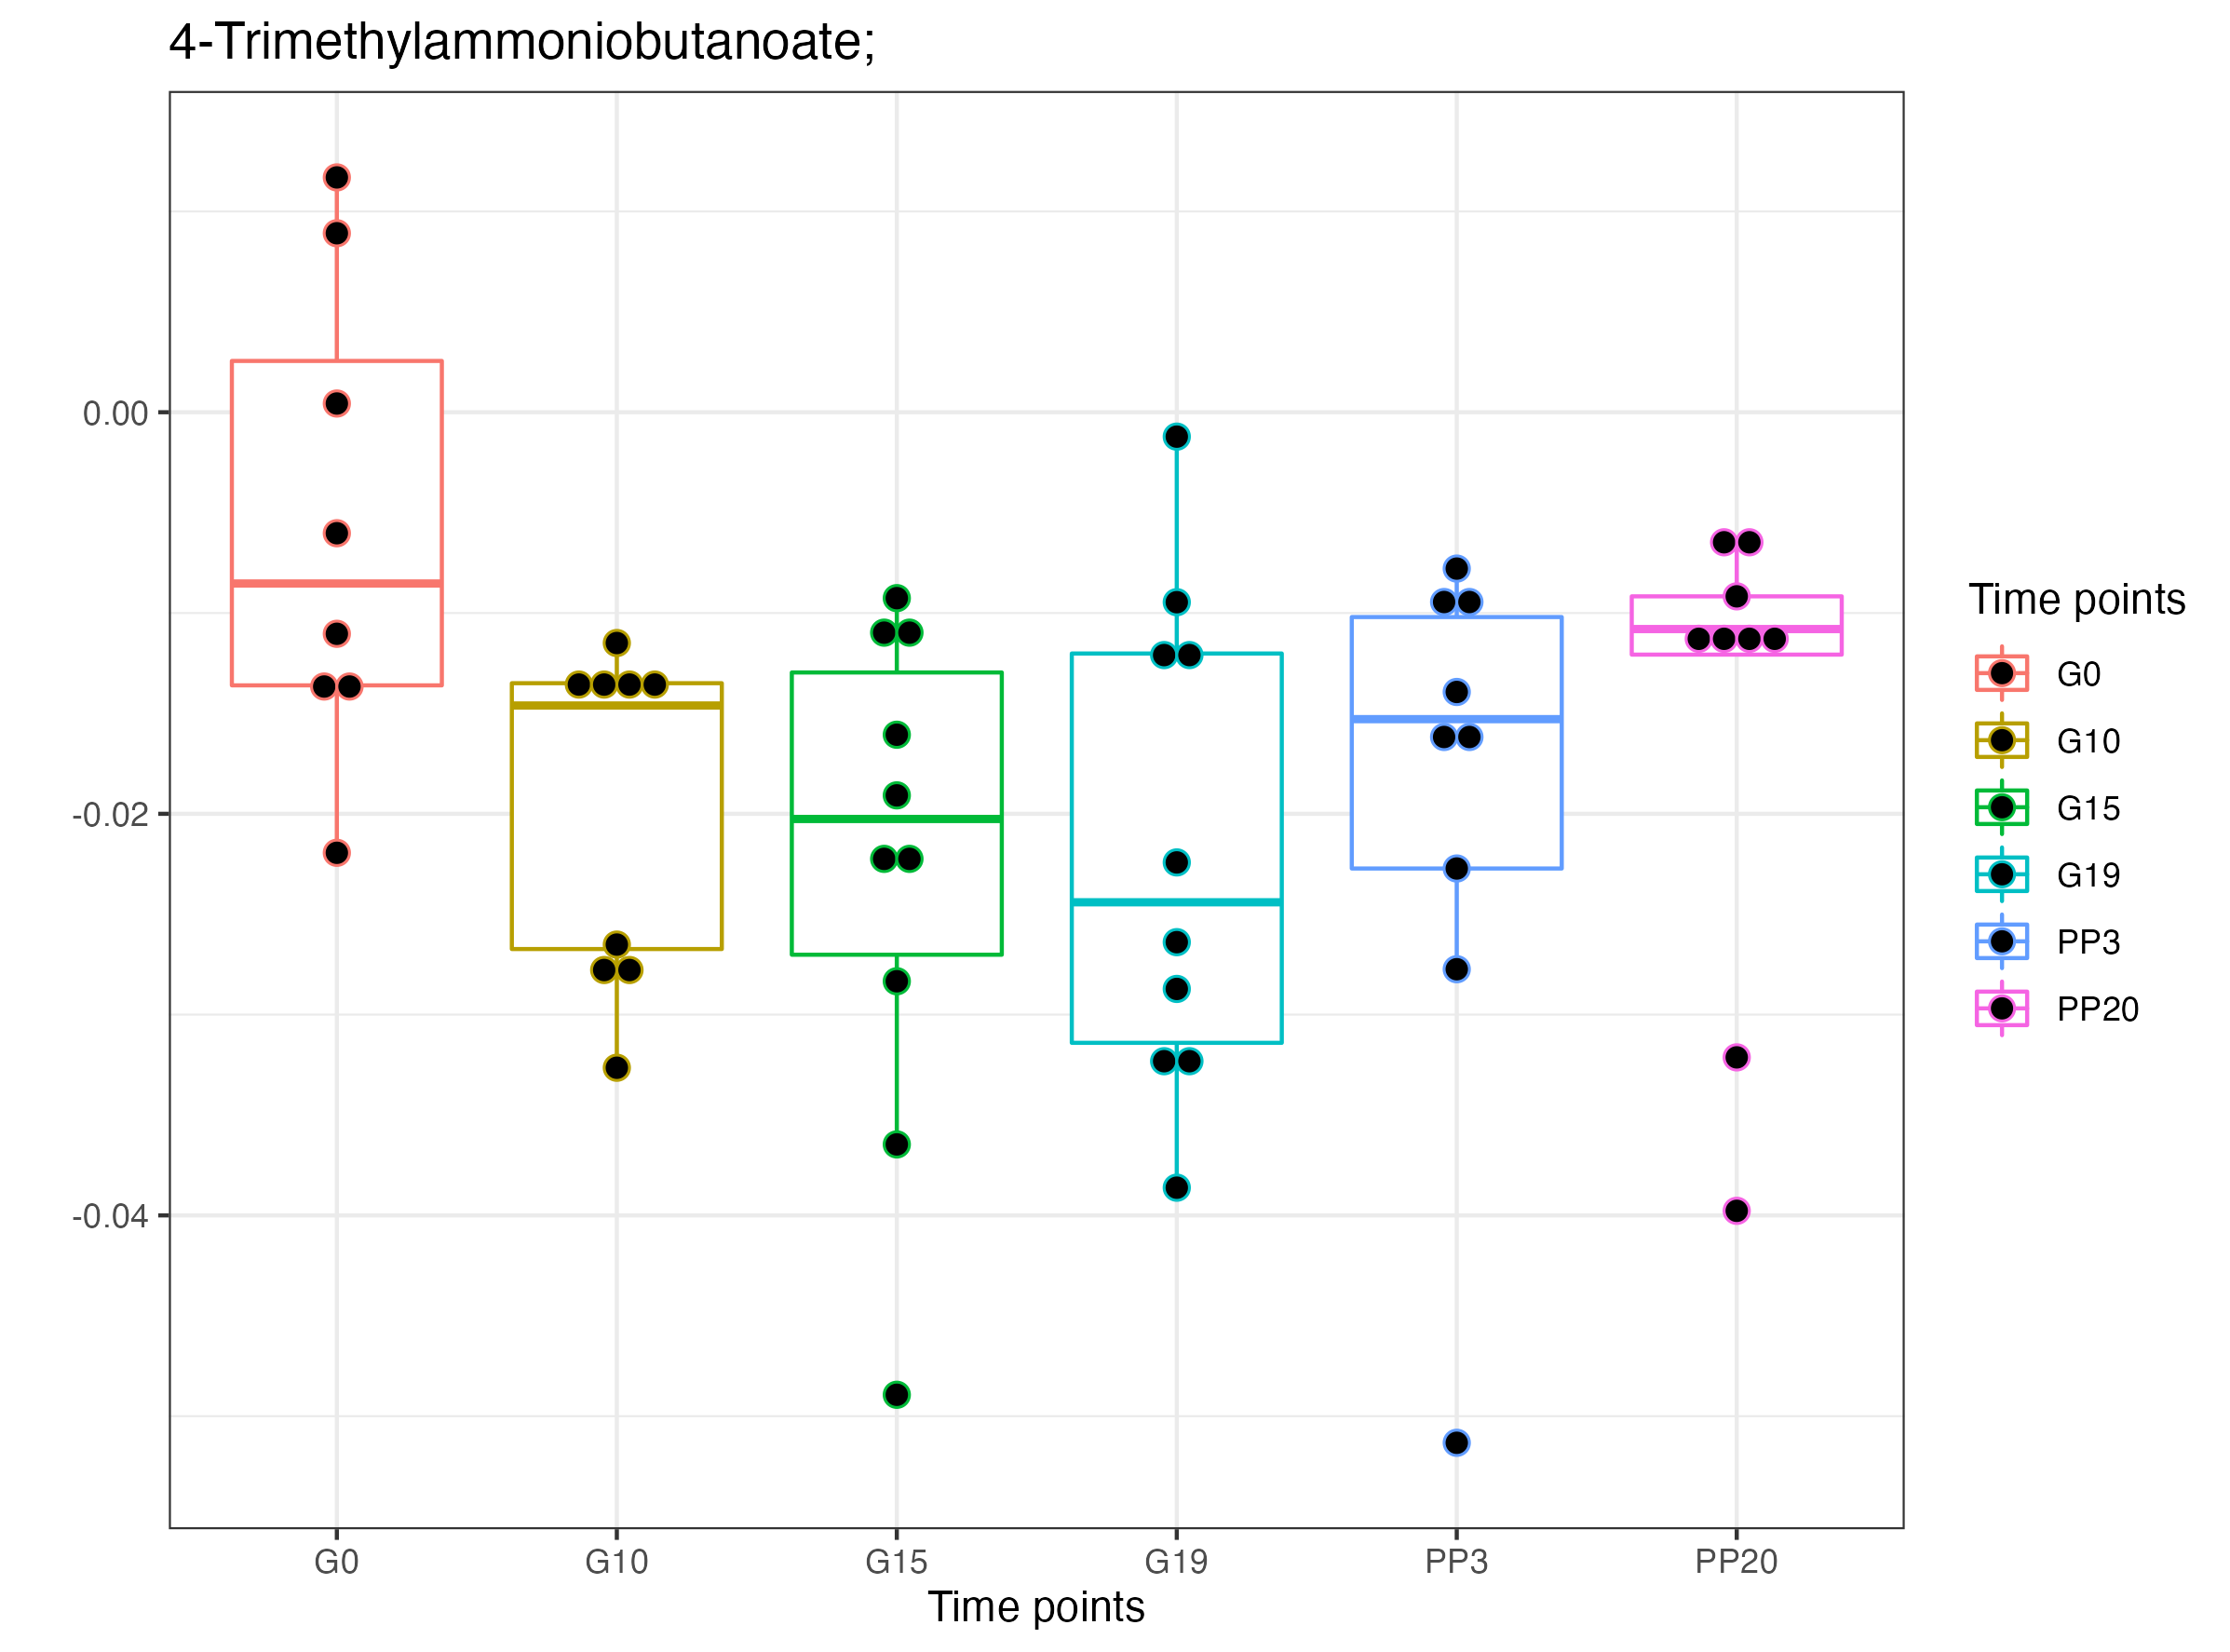 4-Trimethylammoniobutanoate;
0.00
-0.02
-0.04
G0 G10 G15 G19 PP3 PP20
Time points
Time points
G0
G10
G15
G19
PP3
PP20